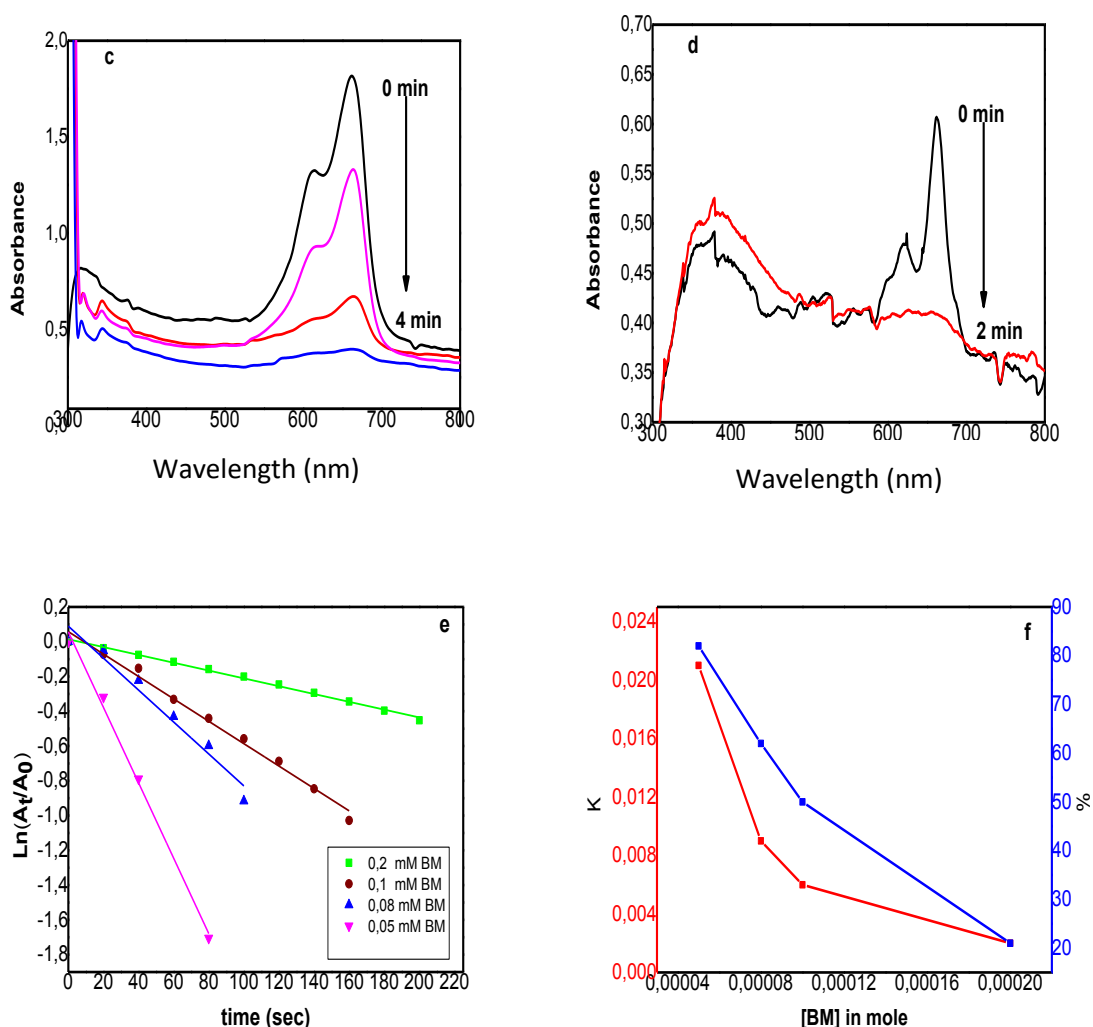 c
2,0
1,5
1,0
0,5
0,0
Absorbance
0 min
4 min
300 400 500 600 700 800
Wavelength (nm)
d
0,70
0,65
0,60
0,55
0,50
0,45
0,40
0,35
0,30
Absorbance
0 min
2 min
300 400 500 600 700 800
Wavelength (nm)
e
0,2
0,0
-0,2
-0,4
-0,6
-0,8
-1,0
-1,2
-1,4
-1,6
-1,8
Ln(At/A0)
0,2 mM BM
0,1 mM BM
0,08 mM BM
0,05 mM BM
0 20 40 60 80 100 120 140 160 180 200 220
time (sec)
f
0,024
0,020
0,016
0,012
0,008
0,004
0,000
K
90
80
70
60
50
40
30
20
%
0,00004 0,00008 0,00012 0,00016 0,00020
[BM] in mole